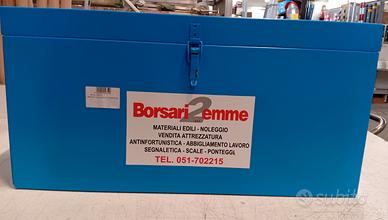 Borsari2emme
MATERIALI EDILI - NOLEGGIO
VENDITA ATTREZZATURA
ANTINFORTUNISTICA - ABBIGLIAMENTO LAVORO
SEGNALETICA - SCALE - PONTEGGI
TEL. 051-702215
subito